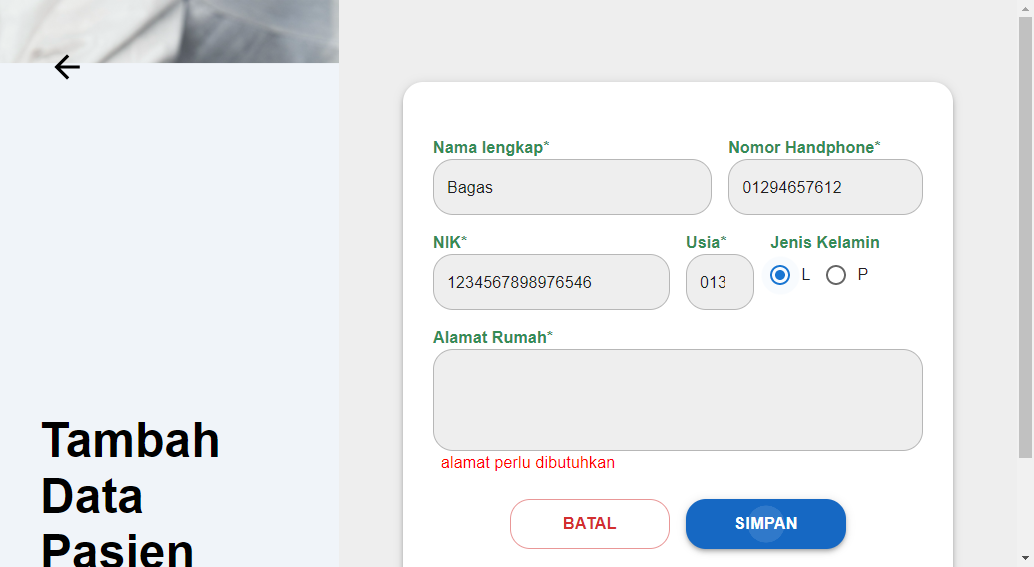 Nama lengkap*
Nomor Handphone*
Bagas
01294657612
NIK*
Usia*
Jenis Kelamin
1234567898976546
013
L
P
Alamat Rumah*
alamat perlu dibutuhkan
BATAL
SIMPAN
Tambah
Data
Pasien